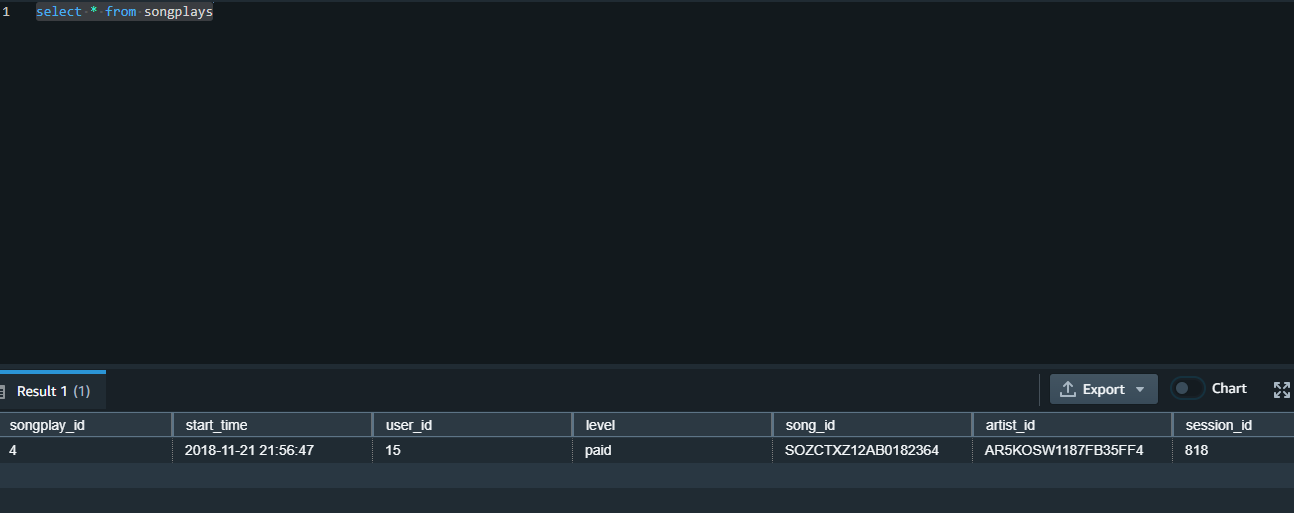 1 select * from songplays
Result 1 (1) Export Chart
songplay_id start_time user_id level song_id artist_id session_id
4 2018-11-21 21:56:47 15 paid SOZCTXZ12AB0182364 AR5KOSW1187FB35FF4 818